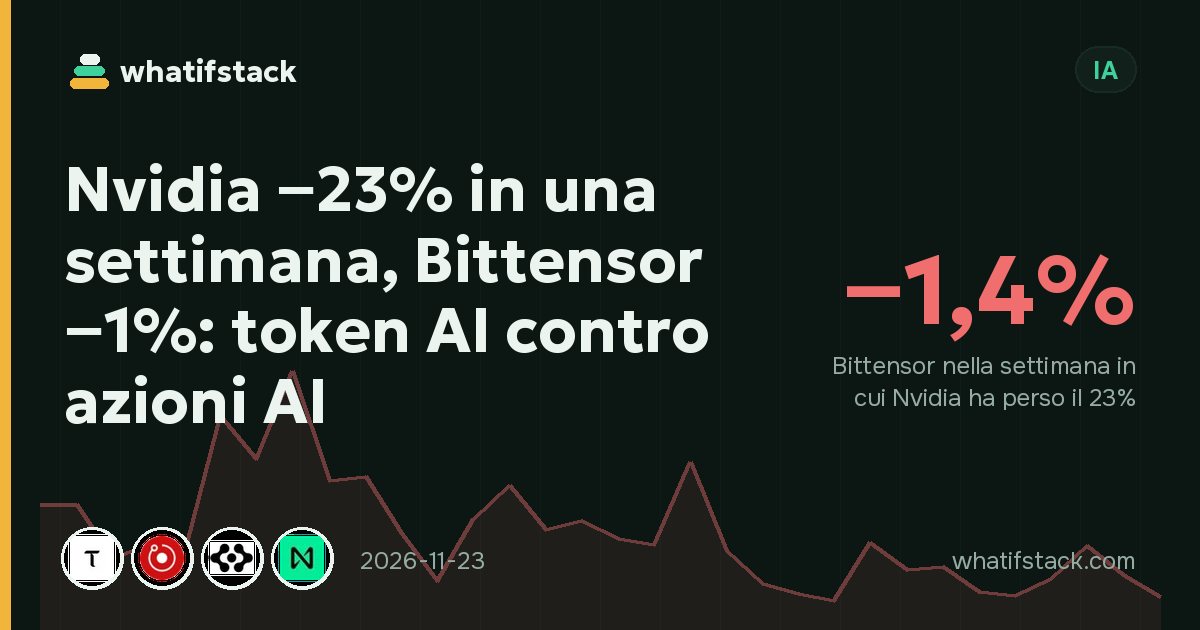 whatifstack
IA
Nvidia −23% in una
settimana, Bittensor
−1%: token AI contro
azioni AI
−1,4%
Bittensor nella settimana in
cui Nvidia ha perso il 23%
τ
2026-11-23
whatifstack.com